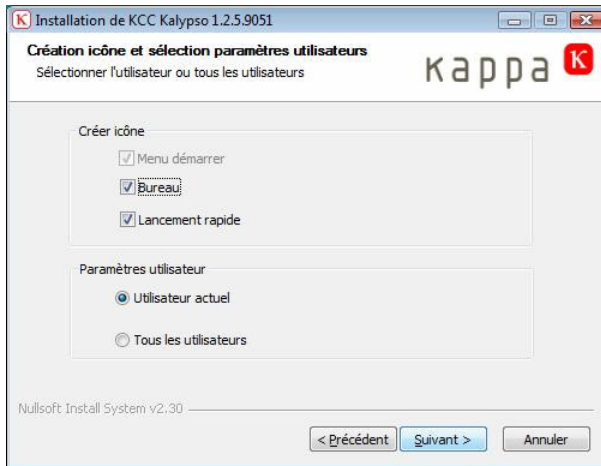 K Installation de KCC Kalypso 1.2.5.9051
Création icône et sélection paramètres utilisateurs
Sélectionner l'utilisateur ou tous les utilisateurs
kappa K
Créer icône
Menu démarrer
Bureau
Lancement rapide
Paramètres utilisateur
Utilisateur actuel
Tous les utilisateurs
Nullsoft Install System v2.30
< Précédent Suivant > Annuler